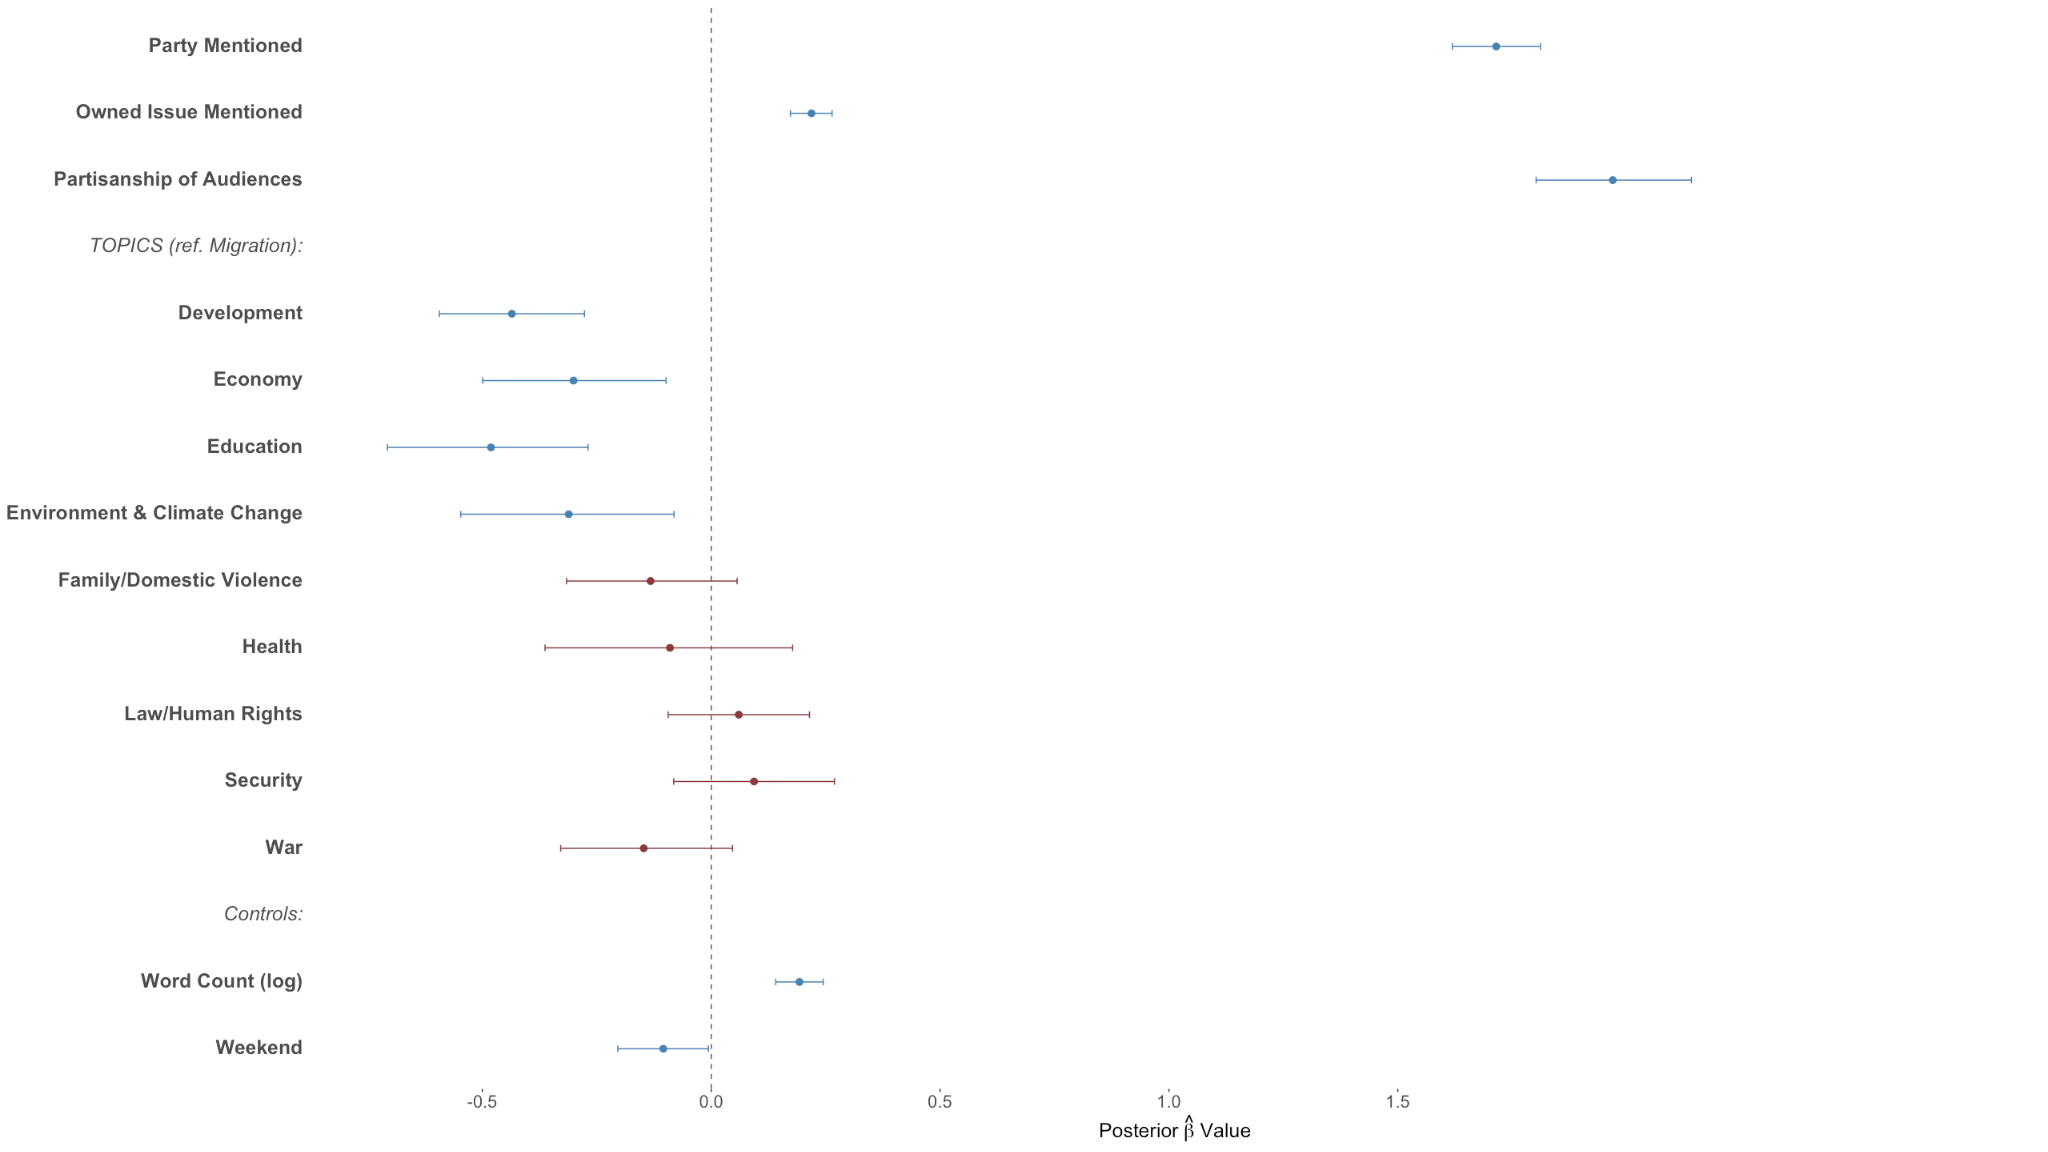 Party Mentioned
Owned Issue Mentioned
Partisanship of Audiences
TOPICS (ref. Migration):
Development
Economy
Education
Environment & Climate Change
Family/Domestic Violence
Health
Law/Human Rights
Security
War
Controls:
Word Count (log)
Weekend
-0.5 0.0 0.5 1.0 1.5
Posterior β̂ Value